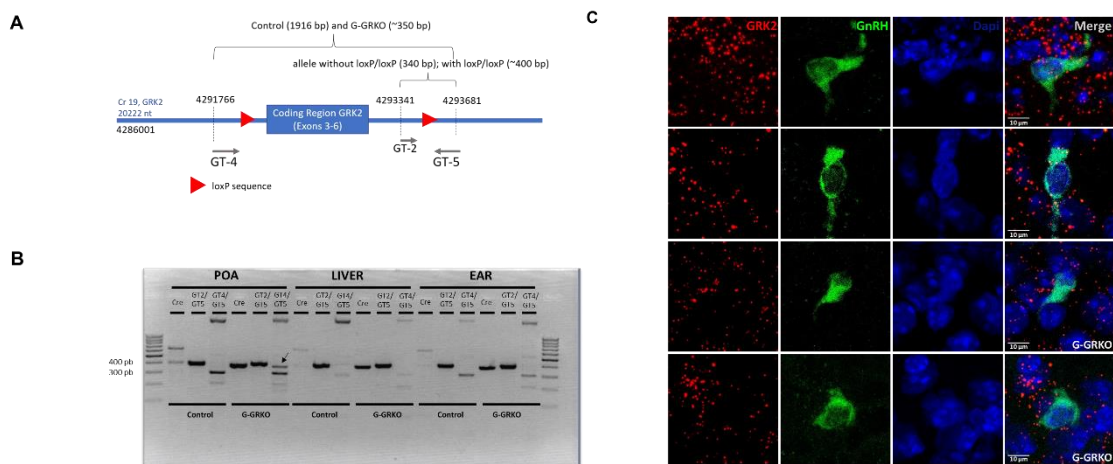 A
Control (1916 bp) and G-GRKO (~350 bp)
allele without loxP/loxP (340 bp); with loxP/loxP (~400 bp)
Cr 19, GRK2
20222 nt
4286001
4291766
4293341
4293681
Coding Region GRK2
(Exons 3-6)
GT-4
GT-2
GT-5
loxP sequence
B
POA
LIVER
EAR
Cre
GT2/
GT5
GT4/
GT5
Cre
GT2/
GT5
GT4/
GT5
Cre
GT2/
GT5
GT4/
GT5
Cre
GT2/
GT5
GT4/
GT5
Cre
GT2/
GT5
GT4/
GT5
Cre
GT2/
GT5
GT4/
GT5
400 pb
300 pb
Control
G-GRKO
Control
G-GRKO
Control
G-GRKO
C
GRK2
GnRH
Dapi
Merge
10 µm
10 µm
G-GRKO
10 µm
G-GRKO
10 µm